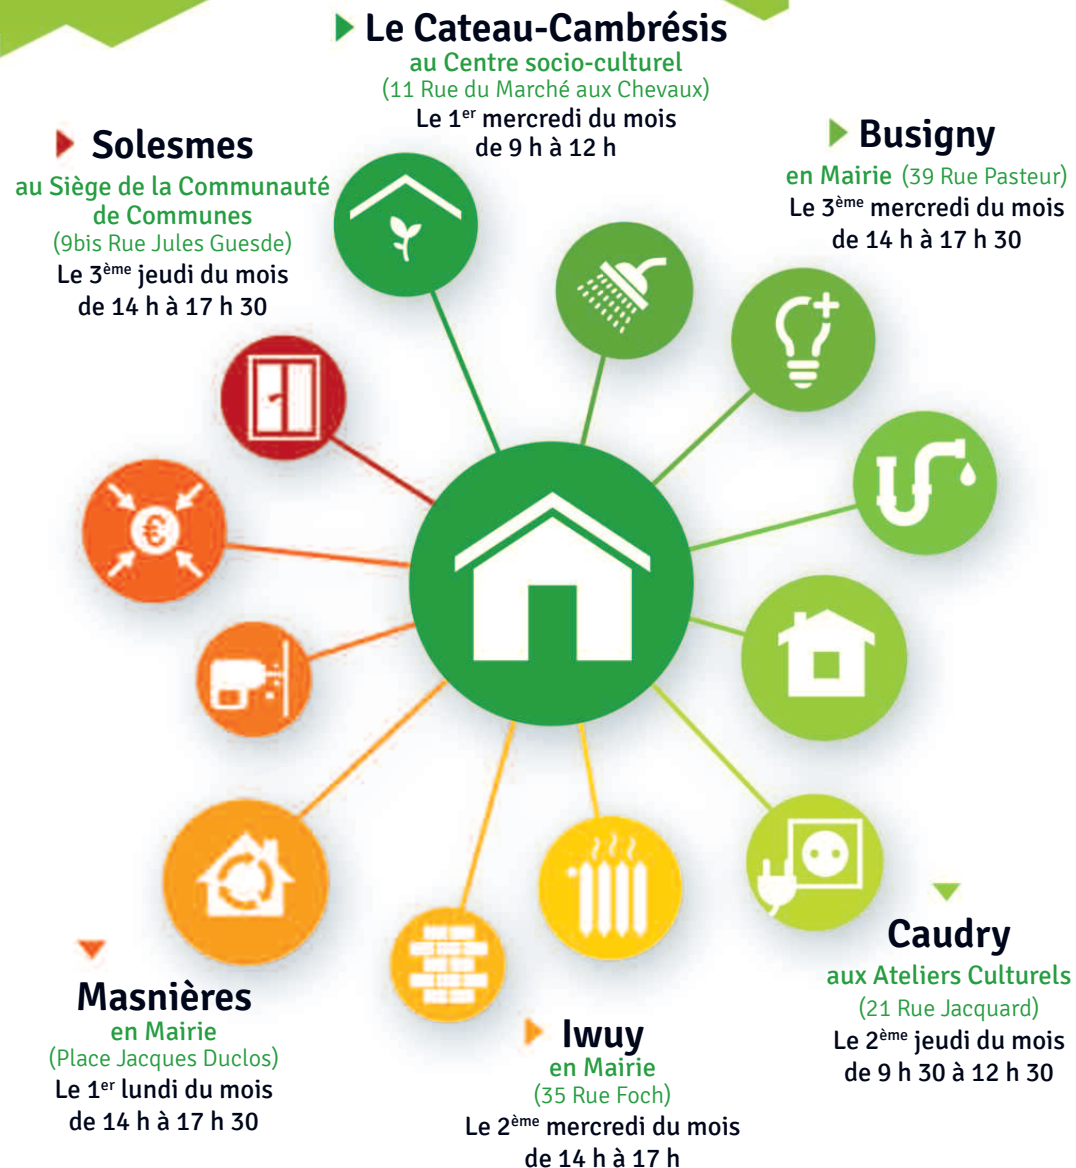 Le Cateau-Cambrésis
au Centre socio-culturel
(11 Rue du Marché aux Chevaux)
Le 1er mercredi du mois
de 9 h à 12 h
Solesmes
au Siège de la Communauté
de Communes
(9bis Rue Jules Guesde)
Le 3ème jeudi du mois
de 14 h à 17 h 30
Busigny
en Mairie (39 Rue Pasteur)
Le 3ème mercredi du mois
de 14 h à 17 h 30
€
Caudry
aux Ateliers Culturels
(21 Rue Jacquard)
Le 2ème jeudi du mois
de 9 h 30 à 12 h 30
Masnières
en Mairie
(Place Jacques Duclos)
Le 1er lundi du mois
de 14 h à 17 h 30
Iwuy
en Mairie
(35 Rue Foch)
Le 2ème mercredi du mois
de 14 h à 17 h